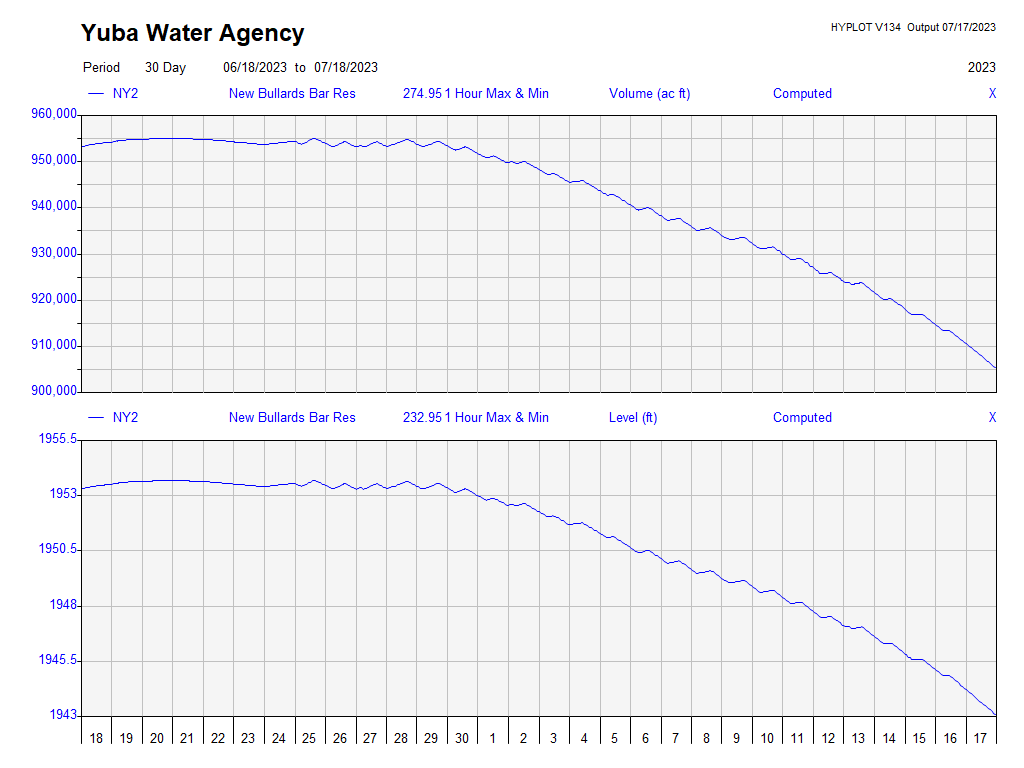 Yuba Water Agency
HYPLOT V134 Output 07/17/2023
Period 30 Day 06/18/2023 to 07/18/2023 2023
NY2 New Bullards Bar Res 274.95 1 Hour Max & Min Volume (ac ft) Computed X
960,000
950,000
940,000
930,000
920,000
910,000
900,000
NY2 New Bullards Bar Res 232.95 1 Hour Max & Min Level (ft) Computed X
1955.5
1953
1950.5
1948
1945.5
1943
18 19 20 21 22 23 24 25 26 27 28 29 30 1 2 3 4 5 6 7 8 9 10 11 12 13 14 15 16 17